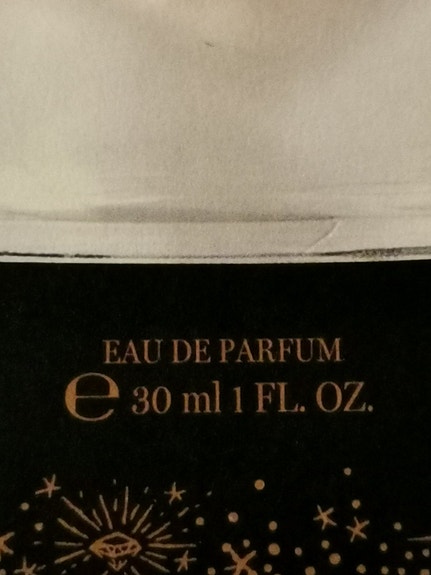 EAU DE PARFUM
℮ 30 ml 1 FL. OZ.